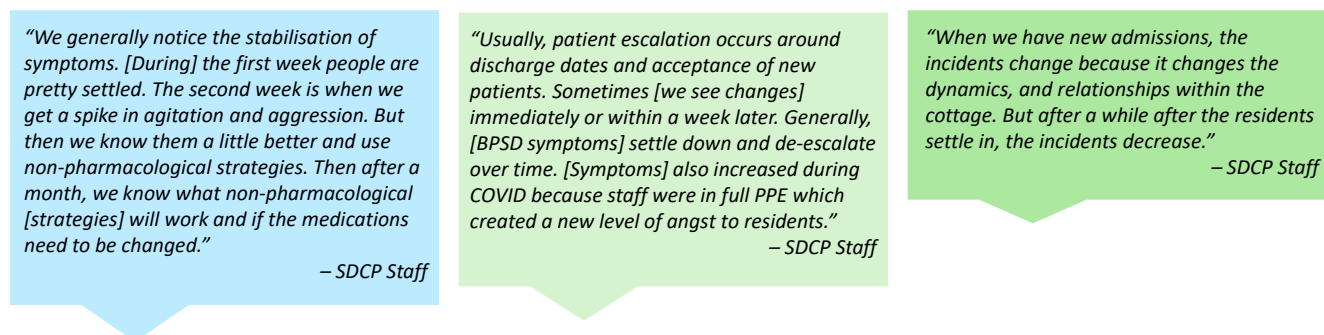 “We generally notice the stabilisation of
symptoms. [During] the first week people are
pretty settled. The second week is when we
get a spike in agitation and aggression. But
then we know them a little better and use
non-pharmacological strategies. Then after a
month, we know what non-pharmacological
[strategies] will work and if the medications
need to be changed.”
– SDCP Staff
“Usually, patient escalation occurs around
discharge dates and acceptance of new
patients. Sometimes [we see changes]
immediately or within a week later. Generally,
[BPSD symptoms] settle down and de-escalate
over time. [Symptoms] also increased during
COVID because staff were in full PPE which
created a new level of angst to residents.”
– SDCP Staff
“When we have new admissions, the
incidents change because it changes the
dynamics, and relationships within the
cottage. But after a while after the residents
settle in, the incidents decrease.”
– SDCP Staff